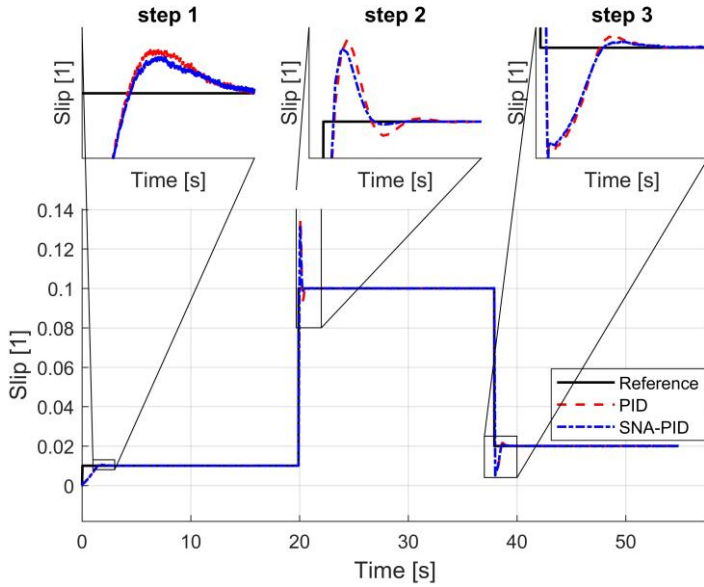 step 1
step 2
step 3
Slip [1]
Slip [1]
Slip [1]
Time [s]
Time [s]
Time [s]
0.14
0.12
0.1
0.08
0.06
0.04
0.02
0
Slip [1]
Reference
PID
SNA-PID
0
10
20
30
40
50
Time [s]